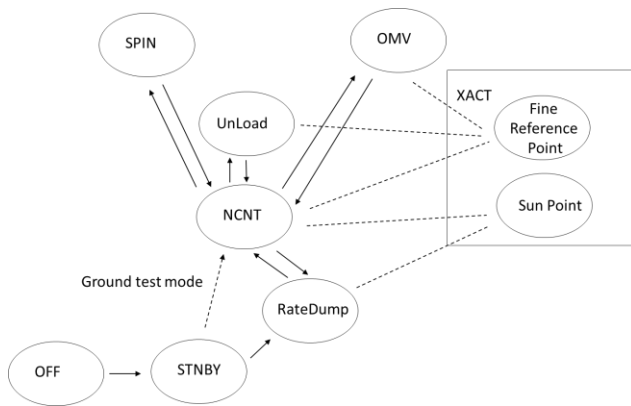 SPIN
OMV
XACT
UnLoad
Fine
Reference
Point
NCNT
Sun Point
Ground test mode
RateDump
OFF
STNBY